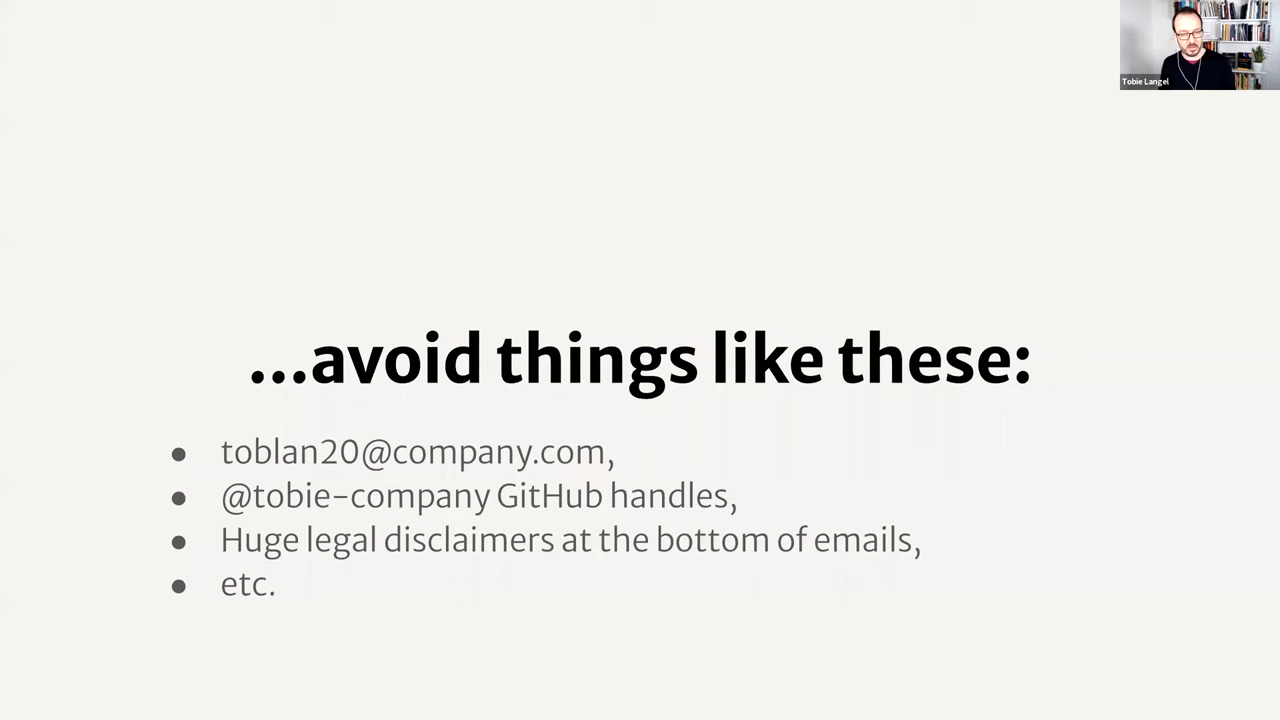 Tobie Langel
...avoid things like these:
● toblan20@company.com,
● @tobie-company GitHub handles,
● Huge legal disclaimers at the bottom of emails,
● etc.